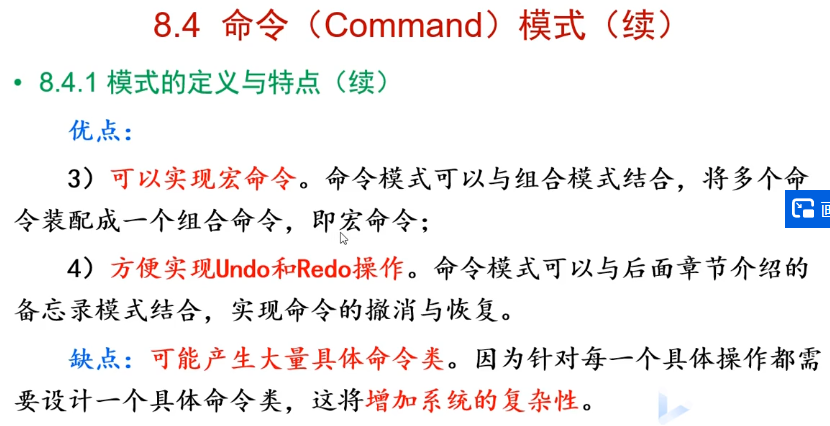 8.4 命令（Command）模式（续）
• 8.4.1 模式的定义与特点（续）
优点：
3）可以实现宏命令。命令模式可以与组合模式结合，将多个命
令装配成一个组合命令，即宏命令；
4）方便实现Undo和Redo操作。命令模式可以与后面章节介绍的
备忘录模式结合，实现命令的撤消与恢复。
缺点：可能产生大量具体命令类。因为针对每一个具体操作都需
要设计一个具体命令类，这将增加系统的复杂性。